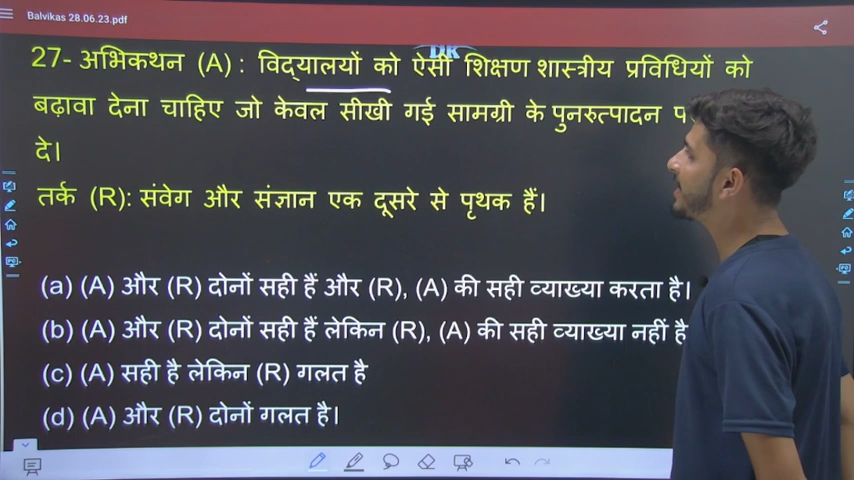 Balvikas 28.06.23.pdf
DK
27- अभिकथन (A) : विद्यालयों को ऐसी शिक्षण शास्त्रीय प्रविधियों को
बढ़ावा देना चाहिए जो केवल सीखी गई सामग्री के पुनरुत्पादन
दे।
तर्क (R): संवेग और संज्ञान एक दूसरे से पृथक हैं।
(a) (A) और (R) दोनों सही हैं और (R), (A) की सही व्याख्या करता है।
(b) (A) और (R) दोनों सही हैं लेकिन (R), (A) की सही व्याख्या नहीं है
(c) (A) सही है लेकिन (R) गलत है
(d) (A) और (R) दोनों गलत है।